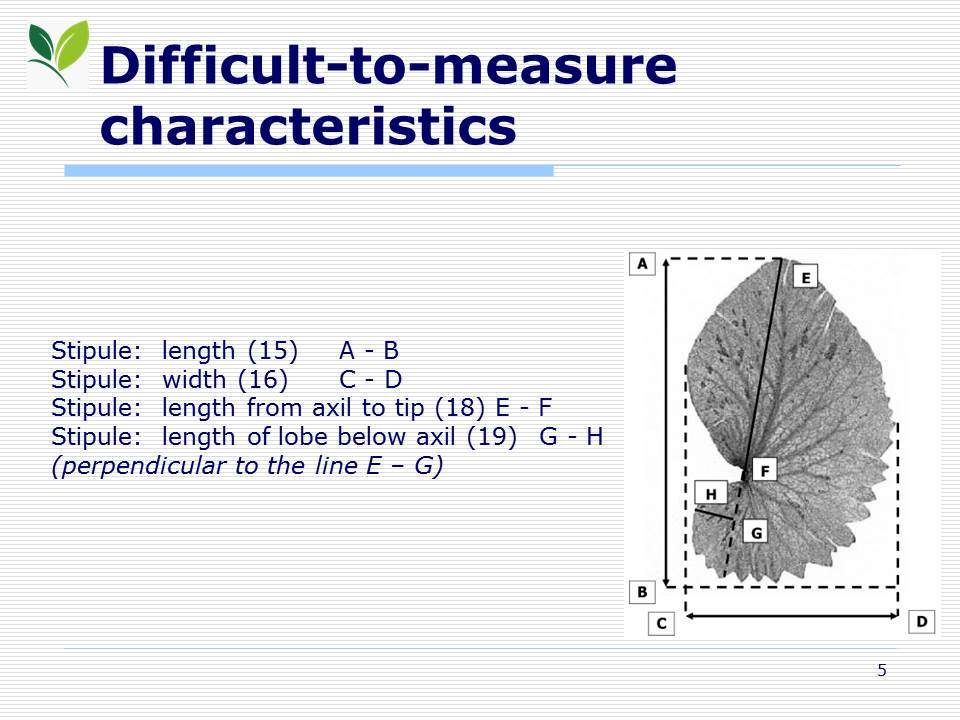 Difficult-to-measure
characteristics
Stipule: length (15) A - B
Stipule: width (16) C - D
Stipule: length from axil to tip (18) E - F
Stipule: length of lobe below axil (19) G - H
(perpendicular to the line E – G)
A
E
F
H
G
B
C
D
5